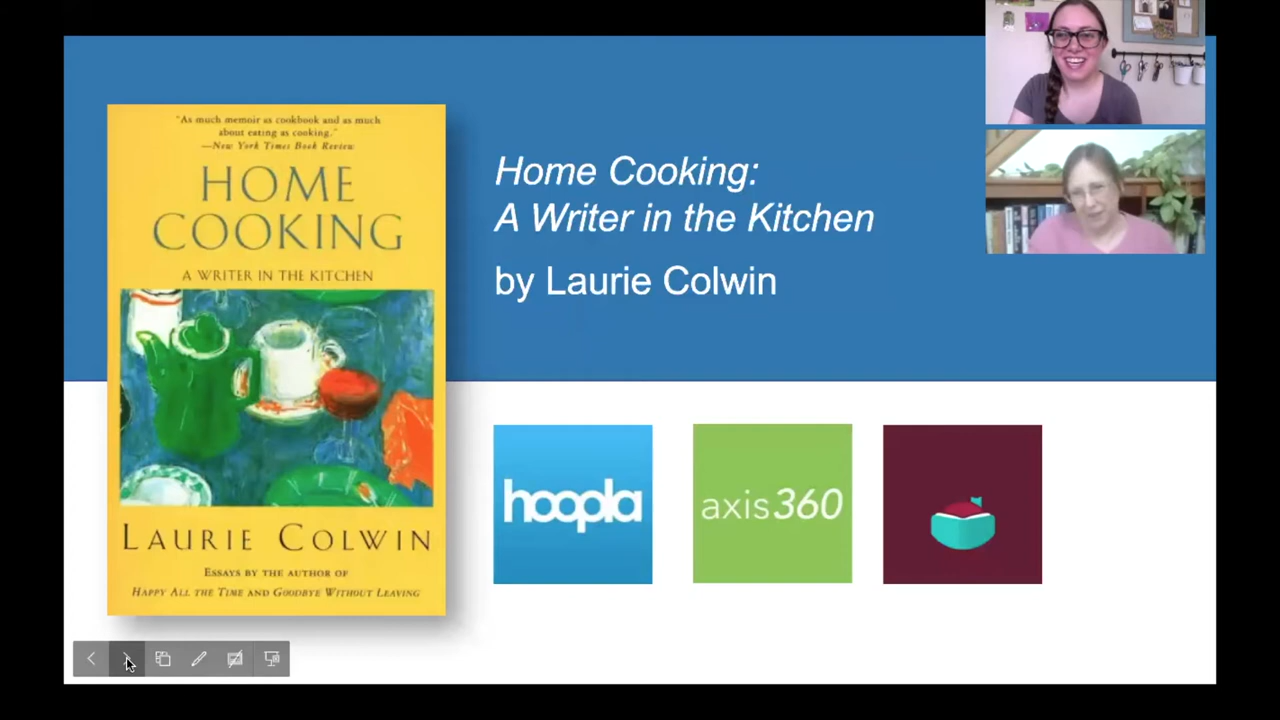 "As much memoir as cookbook and as much
about eating as cooking."
—New York Times Book Review
HOME
COOKING
A WRITER IN THE KITCHEN
LAURIE COLWIN
ESSAYS BY THE AUTHOR OF
HAPPY ALL THE TIME AND GOODBYE WITHOUT LEAVING
Home Cooking:
A Writer in the Kitchen
by Laurie Colwin
hoopla
axis360